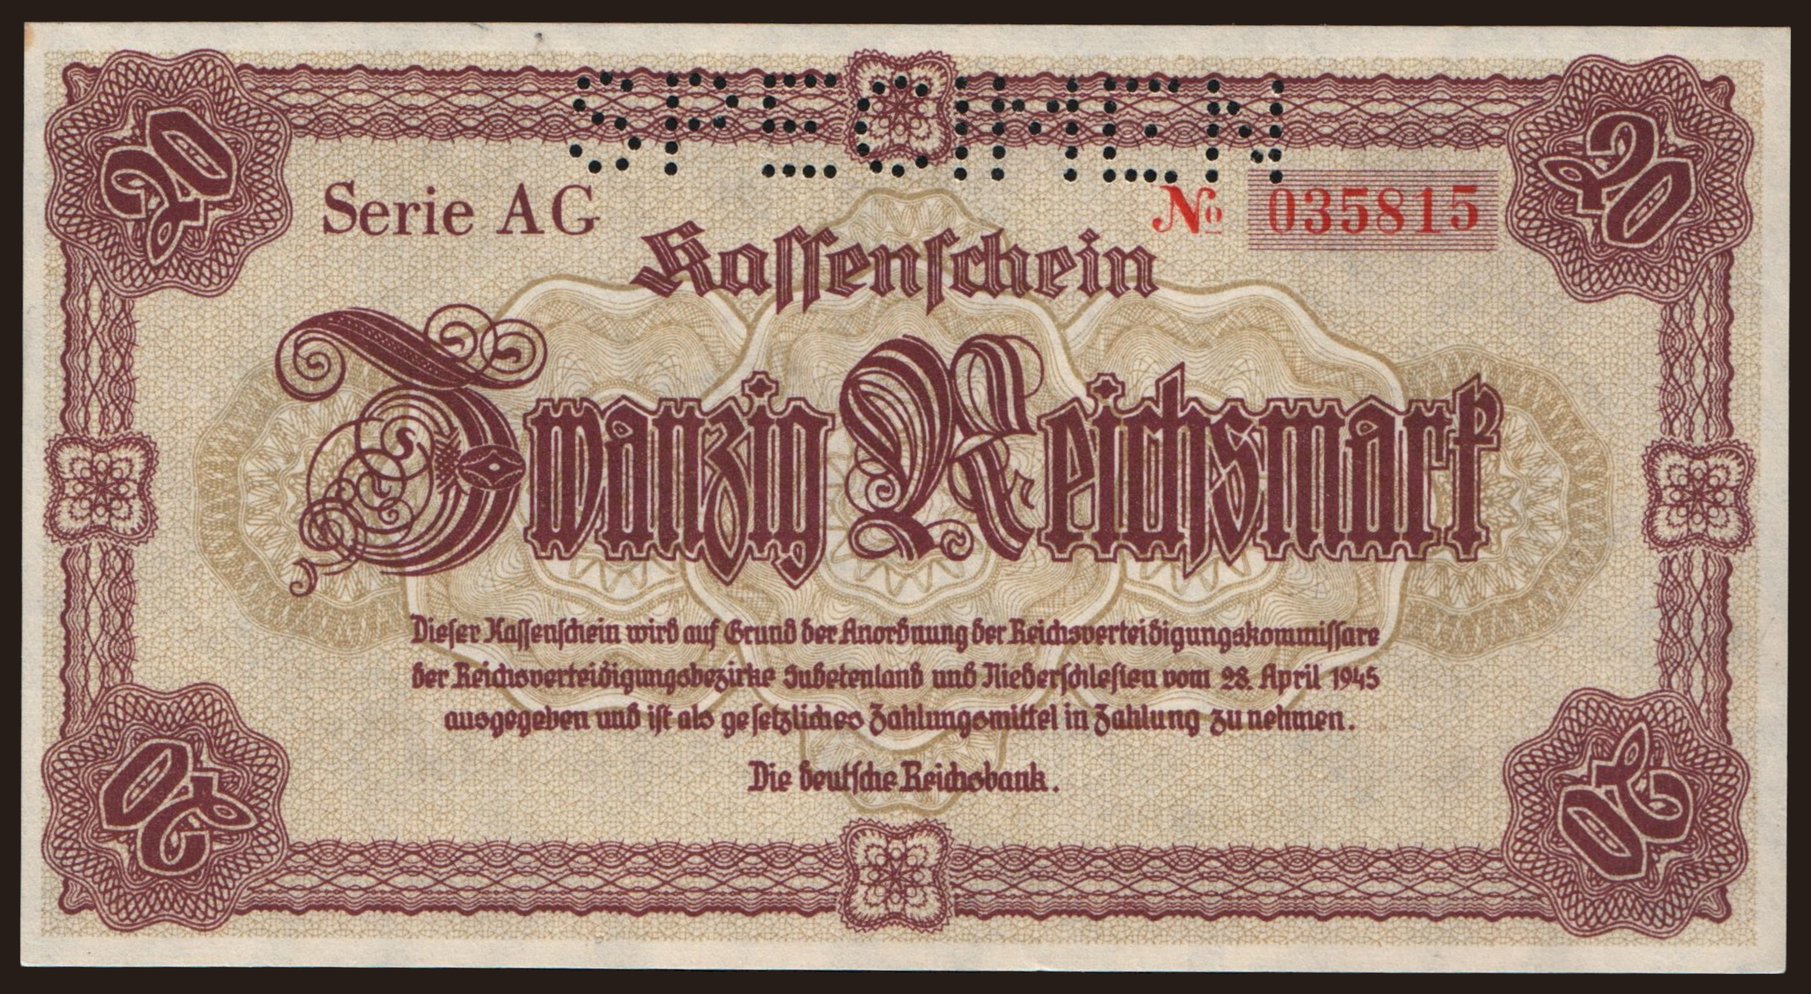 SPECIMEN
20 20
Serie AG № 035815
Kassenschein
Zwanzig Reichsmark
Dieser Kassenschein wird auf Grund der Anordnung der Reichsverteidigungskommissare
der Reichsverteidigungsbezirke Sudetenland und Niederschlesien vom 28. April 1945
ausgegeben und ist als gesetzliches Zahlungsmittel in Zahlung zu nehmen.
Die deutsche Reichsbank.
20 20